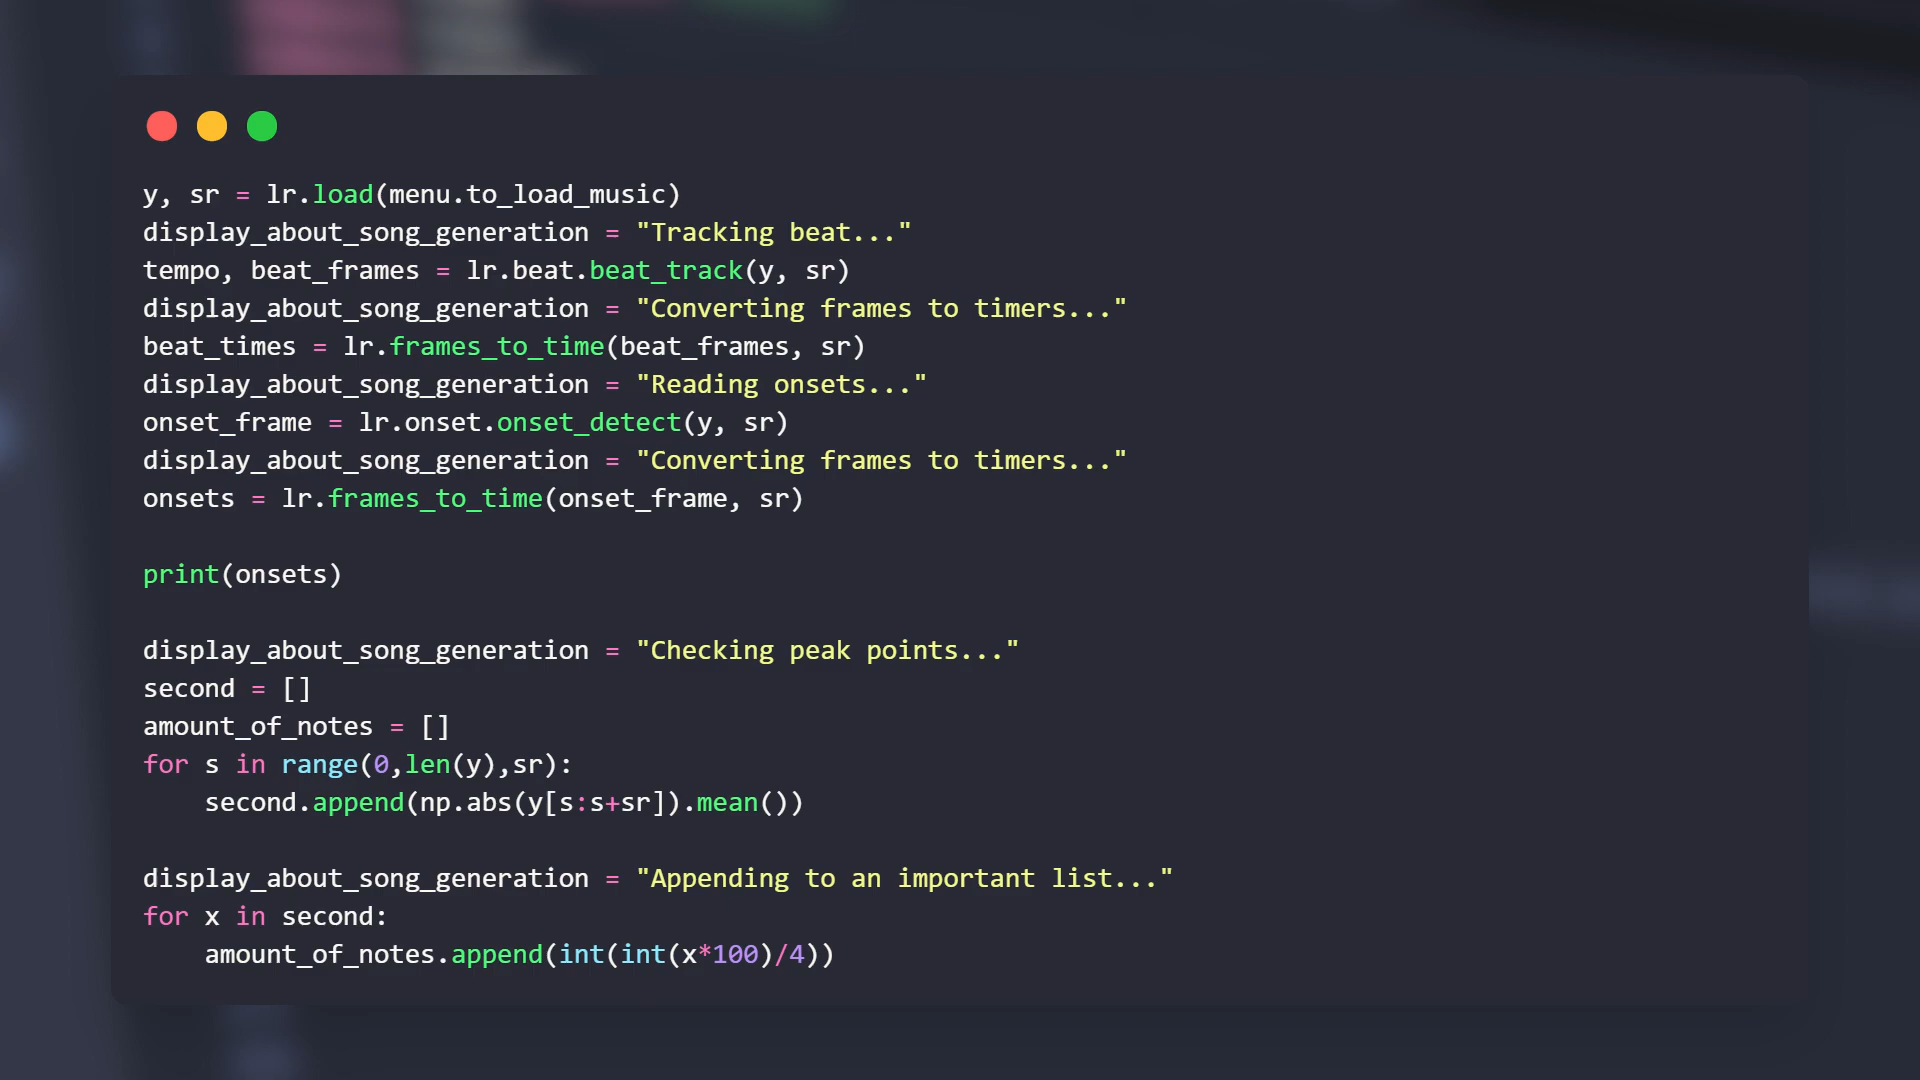 y, sr = lr.load(menu.to_load_music)
display_about_song_generation = "Tracking beat..."
tempo, beat_frames = lr.beat.beat_track(y, sr)
display_about_song_generation = "Converting frames to timers..."
beat_times = lr.frames_to_time(beat_frames, sr)
display_about_song_generation = "Reading onsets..."
onset_frame = lr.onset.onset_detect(y, sr)
display_about_song_generation = "Converting frames to timers..."
onsets = lr.frames_to_time(onset_frame, sr)

print(onsets)

display_about_song_generation = "Checking peak points..."
second = []
amount_of_notes = []
for s in range(0,len(y),sr):
    second.append(np.abs(y[s:s+sr]).mean())

display_about_song_generation = "Appending to an important list..."
for x in second:
    amount_of_notes.append(int(int(x*100)/4))